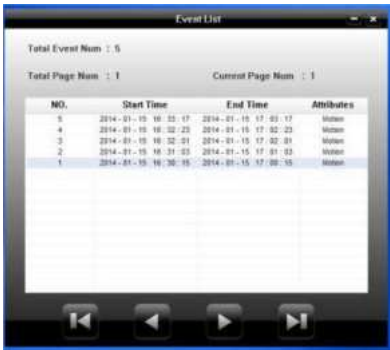 Event List
Total Event Num : 5
Total Page Num : 1 Current Page Num : 1
NO. Start Time End Time Attributes
5 2014 - 01 - 15 16 : 33 : 17 2014 - 01 - 15 17 : 03 : 17 Motion
4 2014 - 01 - 15 16 : 32 : 23 2014 - 01 - 15 17 : 02 : 23 Motion
3 2014 - 01 - 15 16 : 32 : 01 2014 - 01 - 15 17 : 02 : 01 Motion
2 2014 - 01 - 15 16 : 31 : 03 2014 - 01 - 15 17 : 01 : 03 Motion
1 2014 - 01 - 15 16 : 30 : 15 2014 - 01 - 15 17 : 00 : 15 Motion